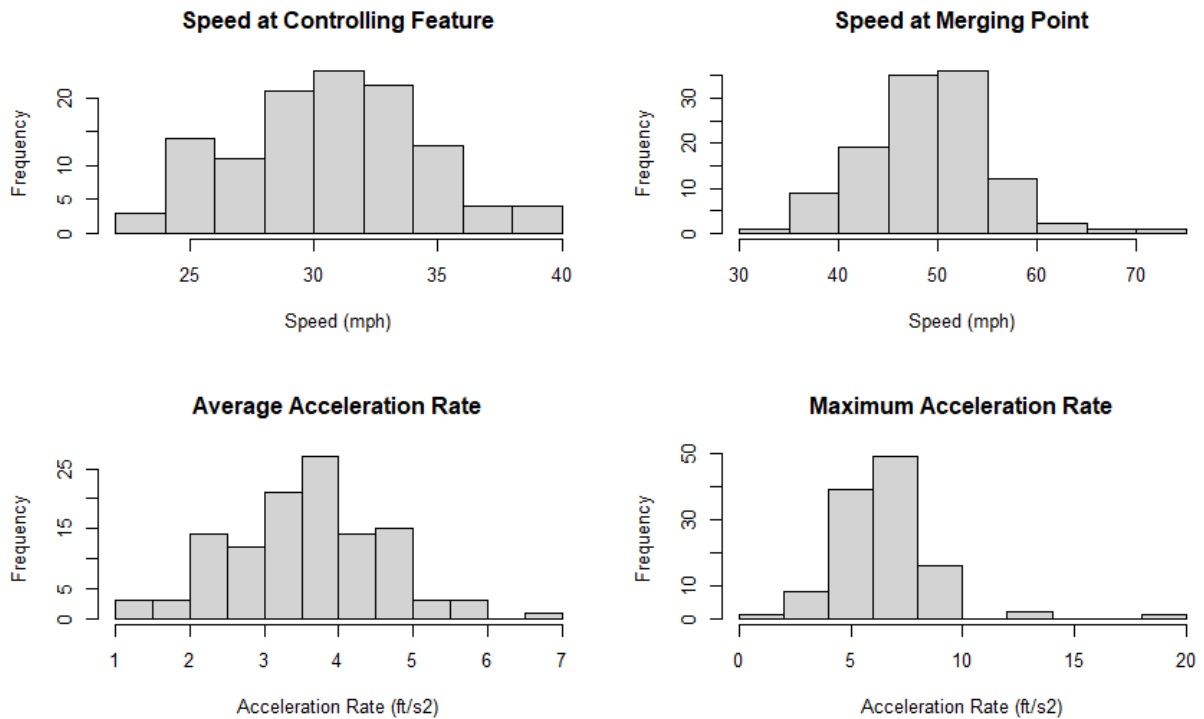 Speed at Controlling Feature
Frequency
20
10
5
0
25 30 35 40
Speed (mph)
Speed at Merging Point
Frequency
30
20
10
0
30 40 50 60 70
Speed (mph)
Average Acceleration Rate
Frequency
25
15
5
0
1 2 3 4 5 6 7
Acceleration Rate (ft/s2)
Maximum Acceleration Rate
Frequency
50
30
10
0
0 5 10 15 20
Acceleration Rate (ft/s2)